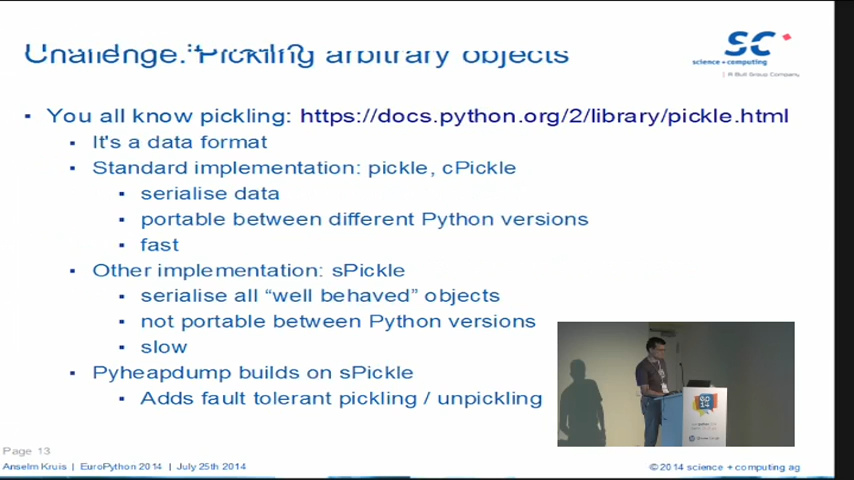 Challenge: Pickling arbitrary objects
sc
science + computing
A Bull Group Company
You all know pickling: https://docs.python.org/2/library/pickle.html
It's a data format
Standard implementation: pickle, cPickle
serialise data
portable between different Python versions
fast
Other implementation: sPickle
serialise all “well behaved” objects
not portable between Python versions
slow
Pyheapdump builds on sPickle
Adds fault tolerant pickling / unpickling
Page 13
Anselm Kruis | EuroPython 2014 | July 25th 2014
©2014 science + computing ag